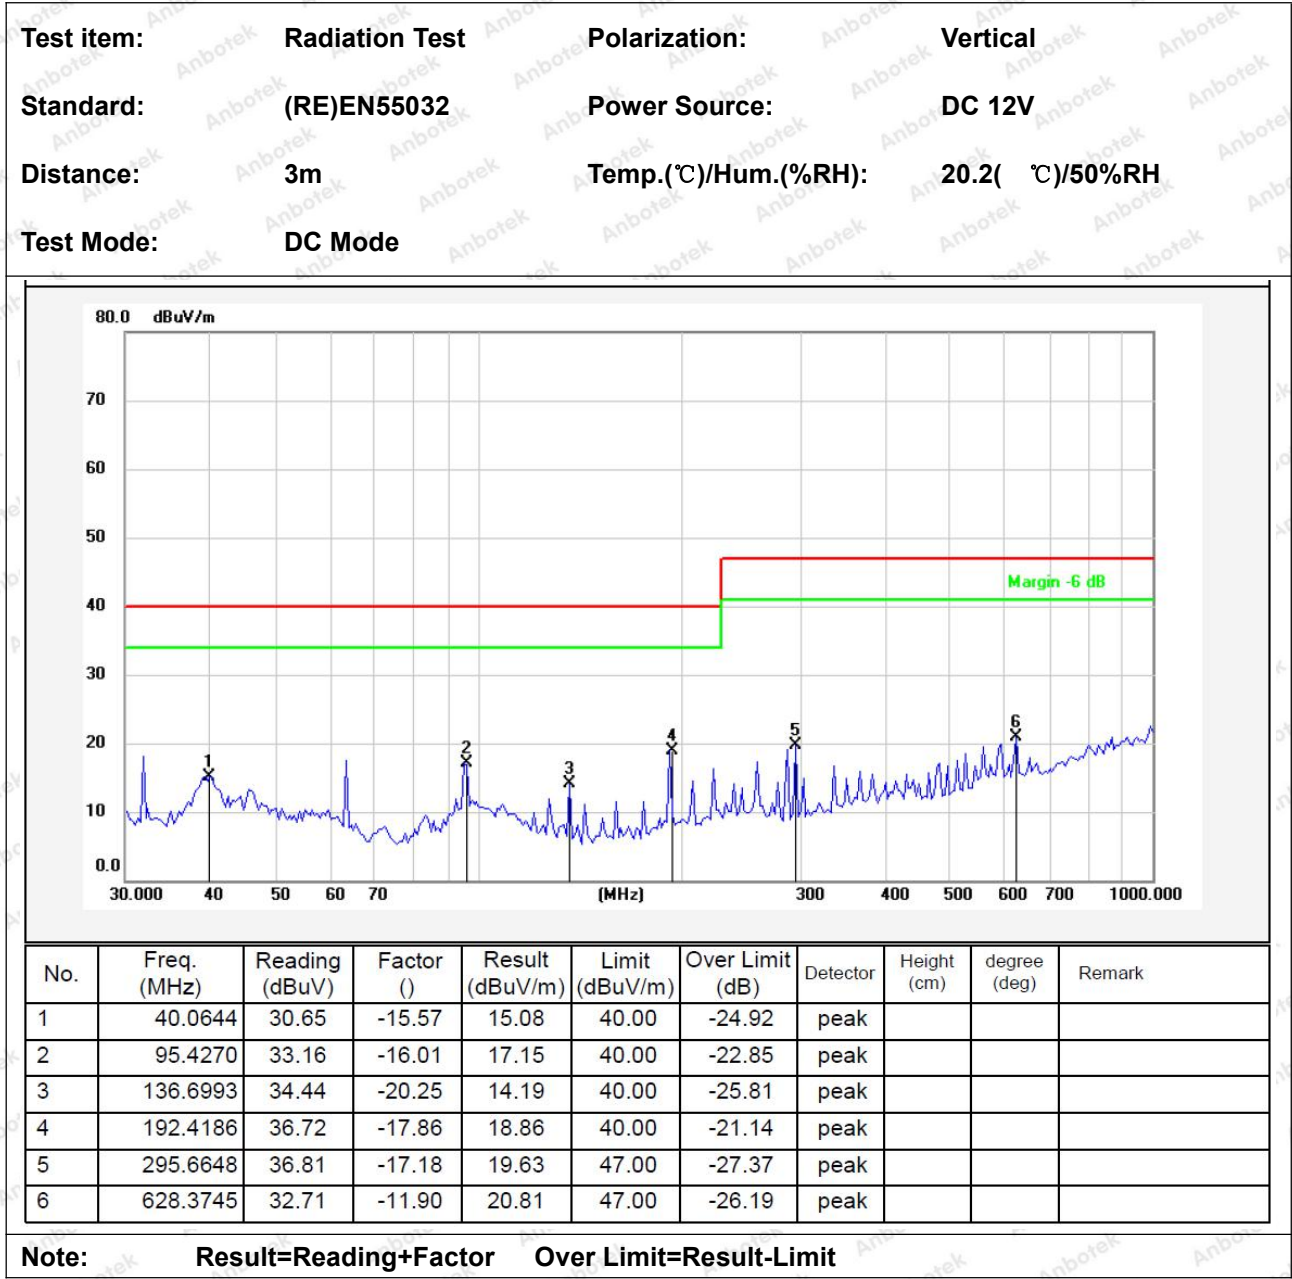 Test item: Radiation Test Polarization: Vertical
Standard: (RE)EN55032 Power Source: DC 12V
Distance: 3m Temp.(℃)/Hum.(%RH): 20.2( ℃)/50%RH
Test Mode: DC Mode
80.0 dBuV/m
70
60
50
Margin -6 dB
40
30
20
10
0.0
1 2 3 4 5 6
30.000 40 50 60 70 (MHz) 300 400 500 600 700 1000.000
No. Freq. (MHz) Reading (dBuV) Factor () Result (dBuV/m) Limit (dBuV/m) Over Limit (dB) Detector Height (cm) degree (deg) Remark
1 40.0644 30.65 -15.57 15.08 40.00 -24.92 peak
2 95.4270 33.16 -16.01 17.15 40.00 -22.85 peak
3 136.6993 34.44 -20.25 14.19 40.00 -25.81 peak
4 192.4186 36.72 -17.86 18.86 40.00 -21.14 peak
5 295.6648 36.81 -17.18 19.63 47.00 -27.37 peak
6 628.3745 32.71 -11.90 20.81 47.00 -26.19 peak
Note: Result=Reading+Factor Over Limit=Result-Limit
Anbotek